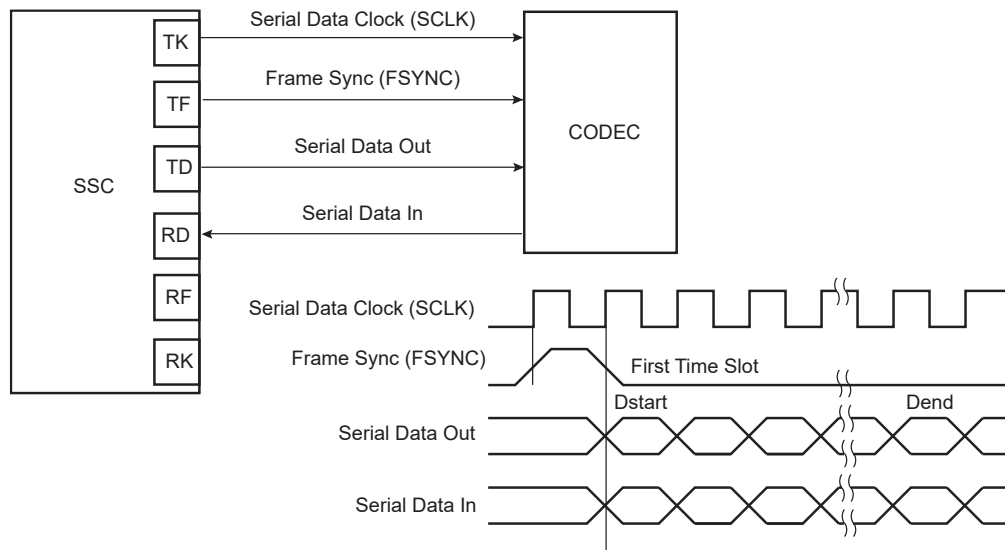 Serial Data Clock (SCLK)
TK
Frame Sync (FSYNC)
TF
CODEC
Serial Data Out
TD
SSC
Serial Data In
RD
RF
Serial Data Clock (SCLK)
RK
Frame Sync (FSYNC)
First Time Slot
Dstart
Dend
Serial Data Out
Serial Data In